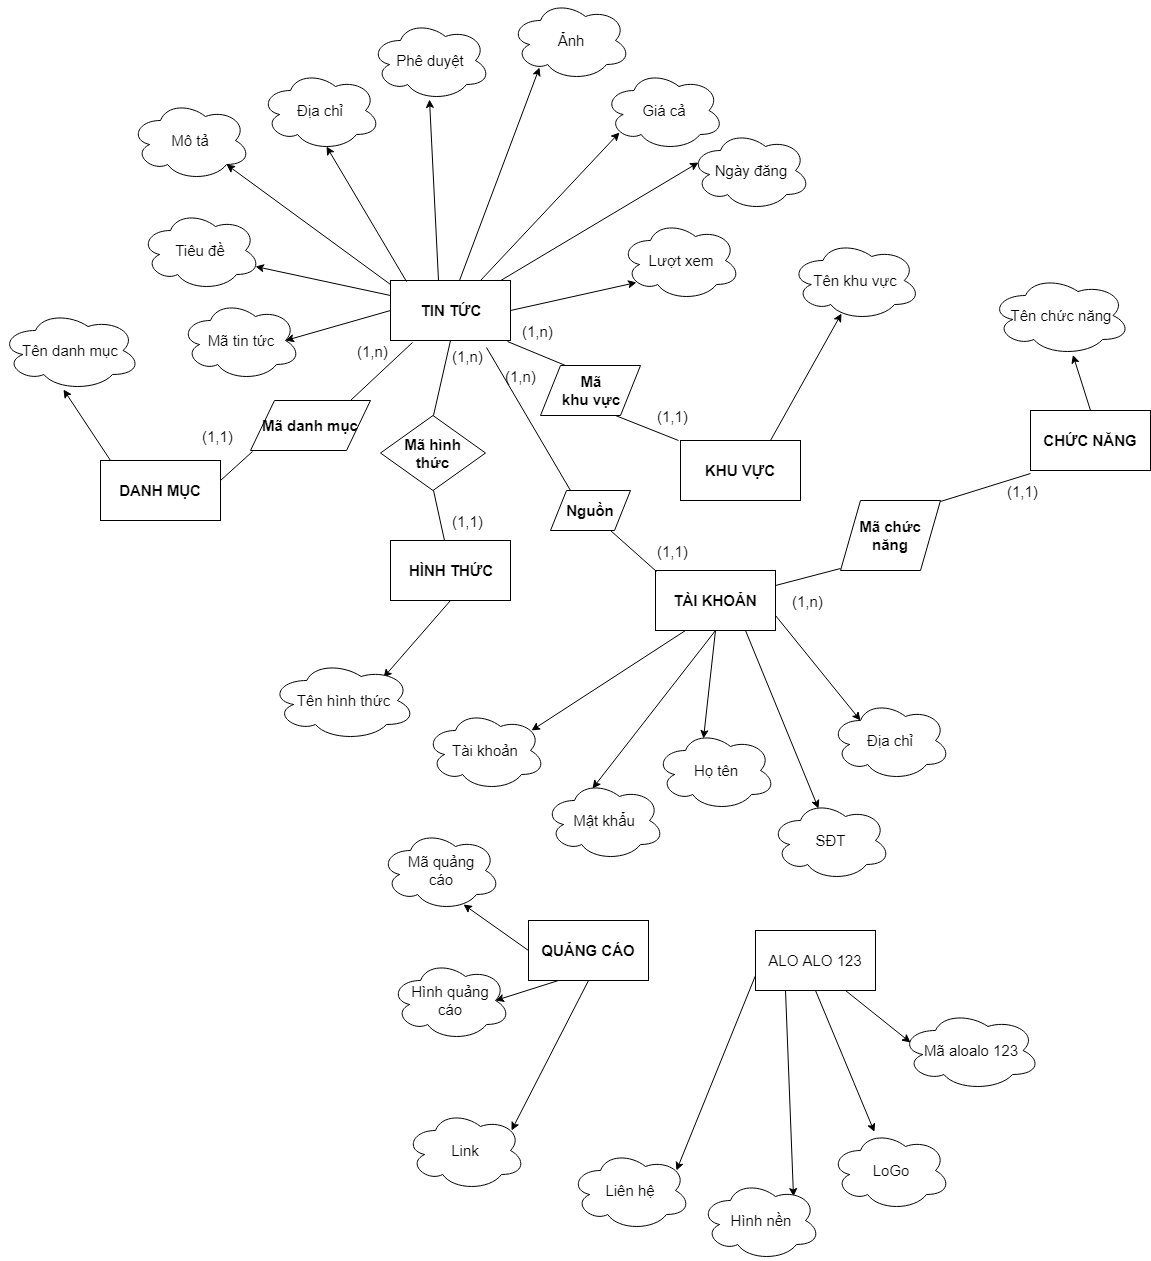 Ảnh
Phê duyệt
Địa chỉ
Giá cả
Mô tả
Ngày đăng
Tiêu đề
Lượt xem
Tên khu vực
TIN TỨC
Tên chức năng
Mã tin tức
(1,n)
Tên danh mục
(1,n)
(1,n)
(1,n)
Mã
khu vực
(1,1)
Mã danh mục
(1,1)
CHỨC NĂNG
Mã hình
thức
KHU VỰC
DANH MỤC
(1,1)
Nguồn
(1,1)
Mã chức
năng
(1,1)
HÌNH THỨC
TÀI KHOẢN
(1,n)
Tên hình thức
Tài khoản
Địa chỉ
Họ tên
Mật khẩu
SĐT
Mã quảng
cáo
QUẢNG CÁO
ALO ALO 123
Hình quảng
cáo
Mã aloalo 123
Link
LoGo
Liên hệ
Hình nền